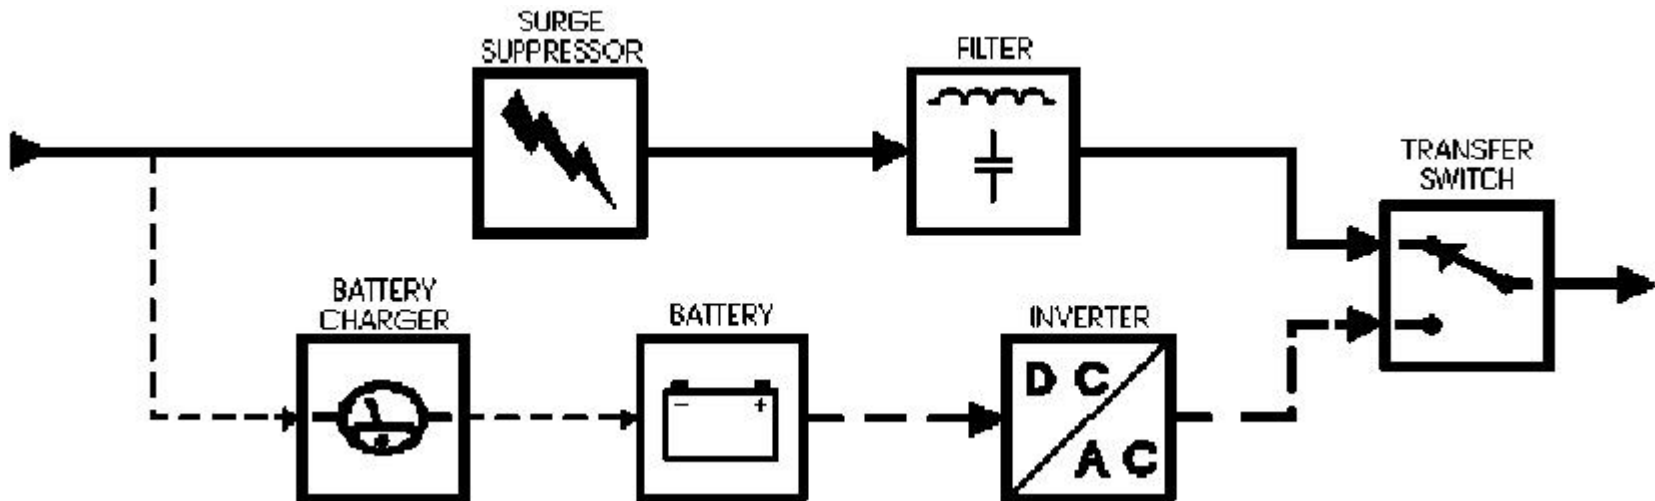 SURGE
SUPPRESSOR
FILTER
TRANSFER
SWITCH
BATTERY
CHARGER
BATTERY
INVERTER
- +
D C
A C